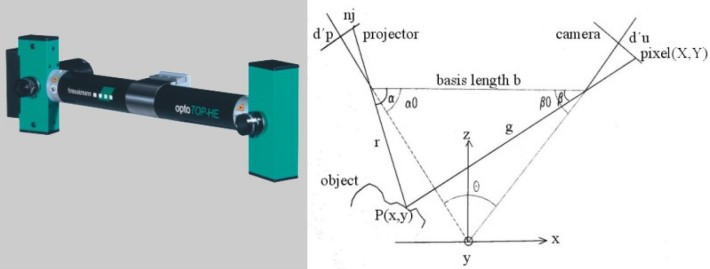 breuckmann
optoTOP-HE
nj
d´p
projector
camera
d´u
pixel(X,Y)
basis length b
α
α0
β0
β
r
g
z
object
Θ
P(x,y)
x
y